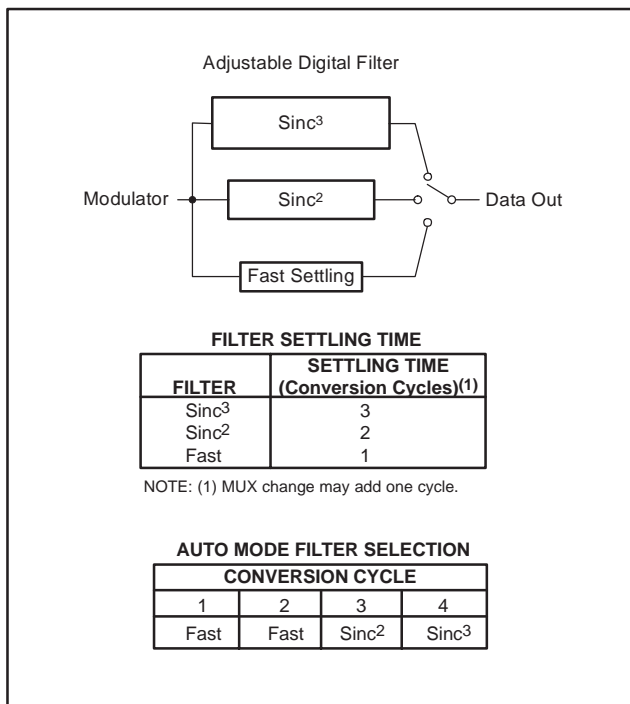 Adjustable Digital Filter
Sinc³
Modulator
Sinc²
Data Out
Fast Settling
FILTER SETTLING TIME
FILTER
SETTLING TIME
(Conversion Cycles)(1)
Sinc³ 3
Sinc² 2
Fast 1
NOTE: (1) MUX change may add one cycle.
AUTO MODE FILTER SELECTION
CONVERSION CYCLE
1 2 3 4
Fast Fast Sinc² Sinc³